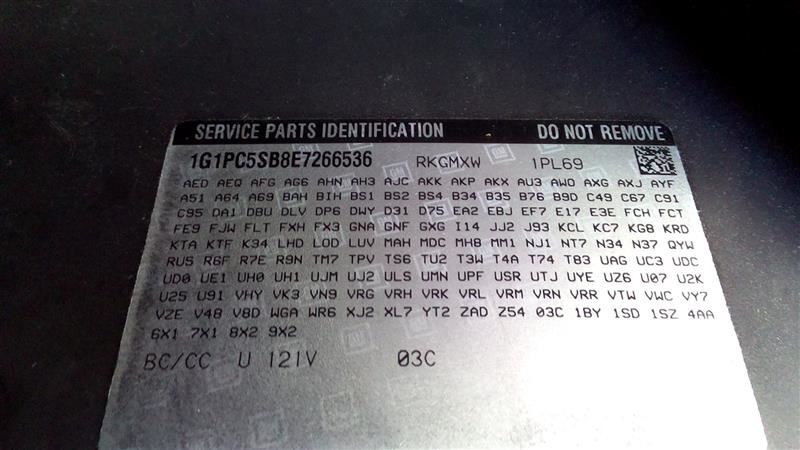 SERVICE PARTS IDENTIFICATION DO NOT REMOVE
1G1PC5SB8E7266536 RKGMXW 1PL69
AED AEQ AFG AG6 AHN AH3 AJC AKK AKP AKX AU3 AW0 AXG AXJ AYF
A51 A64 A69 BAH BIH BS1 BS2 BS4 B34 B35 B76 B9D C49 C67 C91
C95 DA1 DBU DLV DP6 DWY D31 D75 EA2 EBJ EF7 E17 E3E FCH FCT
FE9 FJW FLT FXH FX3 GNA GNF GXG I14 JJ2 J93 KCL KC7 KG8 KRD
KTA KTF K34 LHD LOD LUV MAH MDC MH8 MM1 NJ1 NT7 N34 N37 QYW
RUS R6F R7E R9N TM7 TPV TS6 TU2 T3W T4A T74 T83 UAG UC3 UDC
UD0 UE1 UH0 UH1 UJM UJ2 ULS UMN UPF USR UTJ UYE UZ6 U07 U2K
U25 U91 VHY VK3 VN9 VRG VRH VRK VRL VRM VRN VRR VTW VWC VY7
VZE V48 V8D WGA WR6 XJ2 XL7 YT2 ZAD Z54 03C 1BY 1SD 1SZ 4AA
6X1 7X1 8X2 9X2
BC/CC U 121V 03C